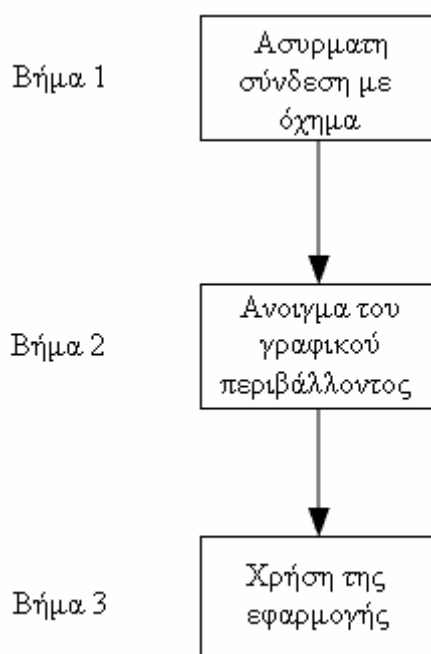 Βήμα 1
Ασυρματη
σύνδεση με
όχημα
Βήμα 2
Ανοιγμα του
γραφικού
περιβάλλοντος
Βήμα 3
Χρήση της
εφαρμογής